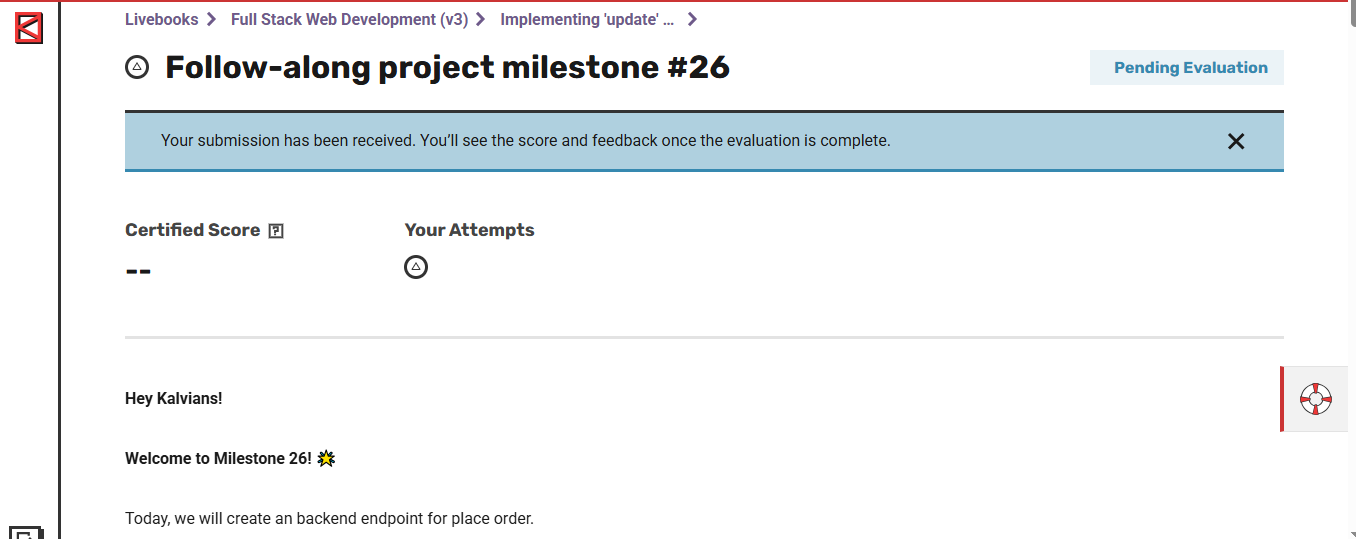 Livebooks > Full Stack Web Development (v3) > Implementing 'update' ... >
Follow-along project milestone #26
Pending Evaluation
Your submission has been received. You’ll see the score and feedback once the evaluation is complete.
Certified Score ?
--
Your Attempts
Hey Kalvians!
Welcome to Milestone 26! 🌟
Today, we will create an backend endpoint for place order.